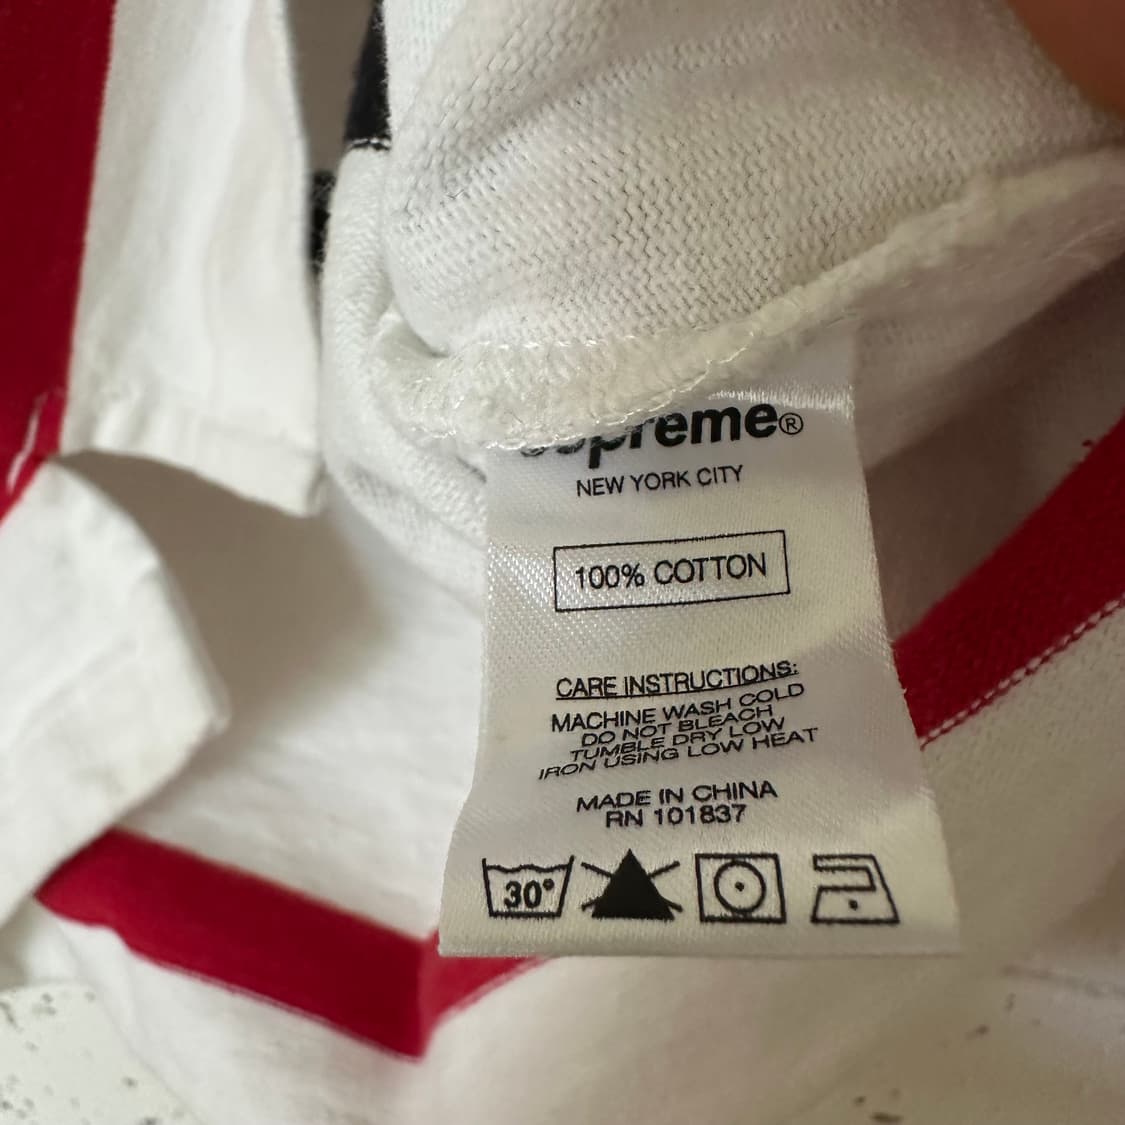 Supreme®
NEW YORK CITY
100% COTTON
CARE INSTRUCTIONS:
MACHINE WASH COLD
DO NOT BLEACH
TUMBLE DRY LOW
IRON USING LOW HEAT
MADE IN CHINA
RN 101837
30°